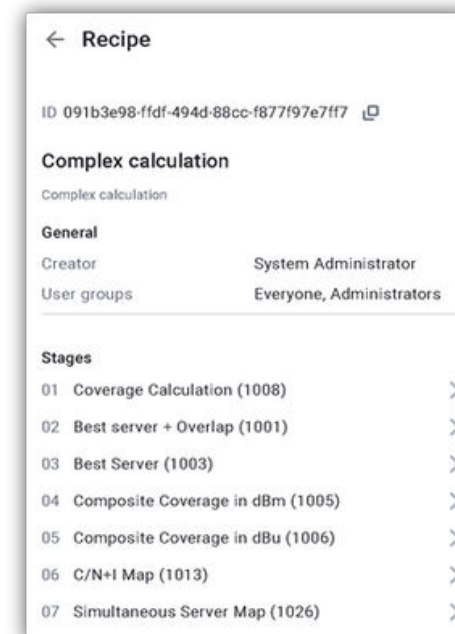 Recipe
ID 091b3e98-ffdf-494d-88cc-f877f97e7ff7
Complex calculation
Complex calculation
General
Creator System Administrator
User groups Everyone, Administrators
Stages
01 Coverage Calculation (1008)
02 Best server + Overlap (1001)
03 Best Server (1003)
04 Composite Coverage in dBm (1005)
05 Composite Coverage in dBu (1006)
06 C/N+I Map (1013)
07 Simultaneous Server Map (1026)